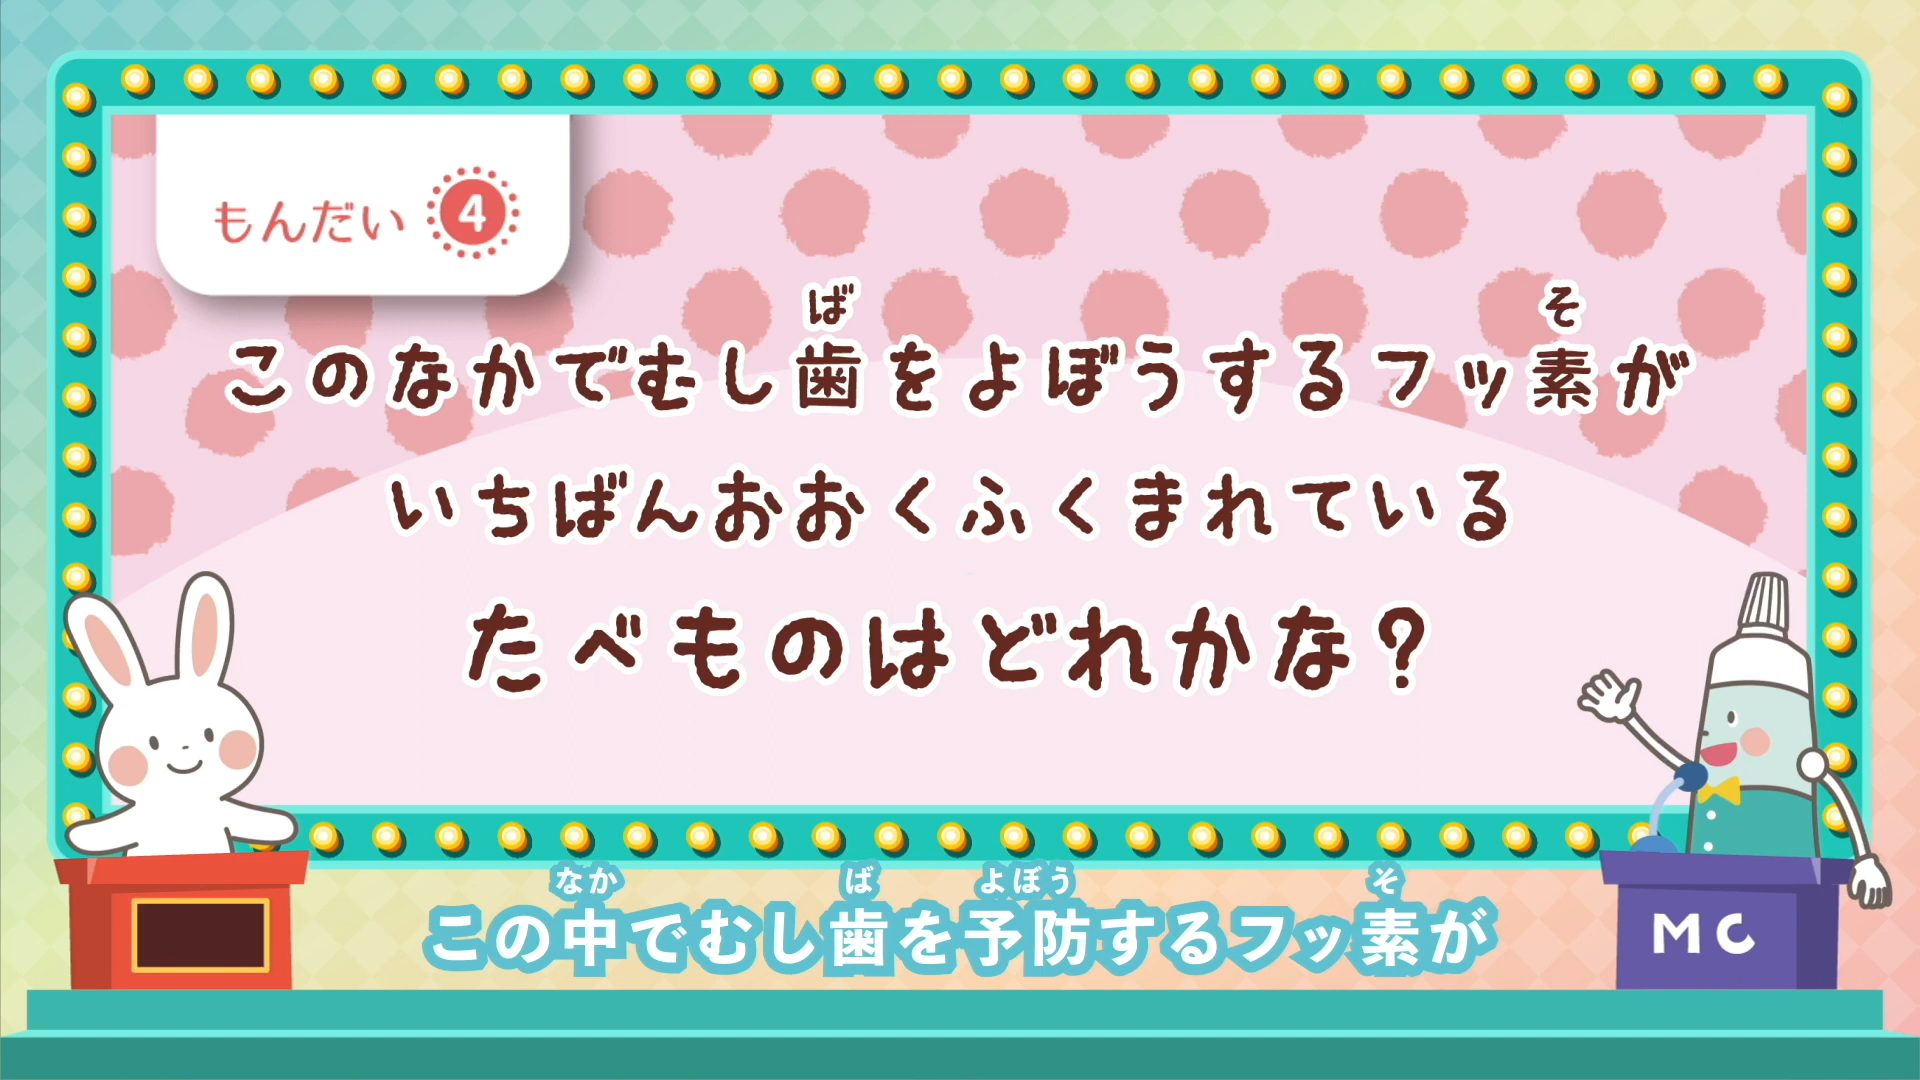 もんだい 4
ば そ
このなかでむし歯をよぼうするフッ素が
いちばんおおくふくまれている
たべものはどれかな?
なか ば よぼう そ
この中でむし歯を予防するフッ素が
MC